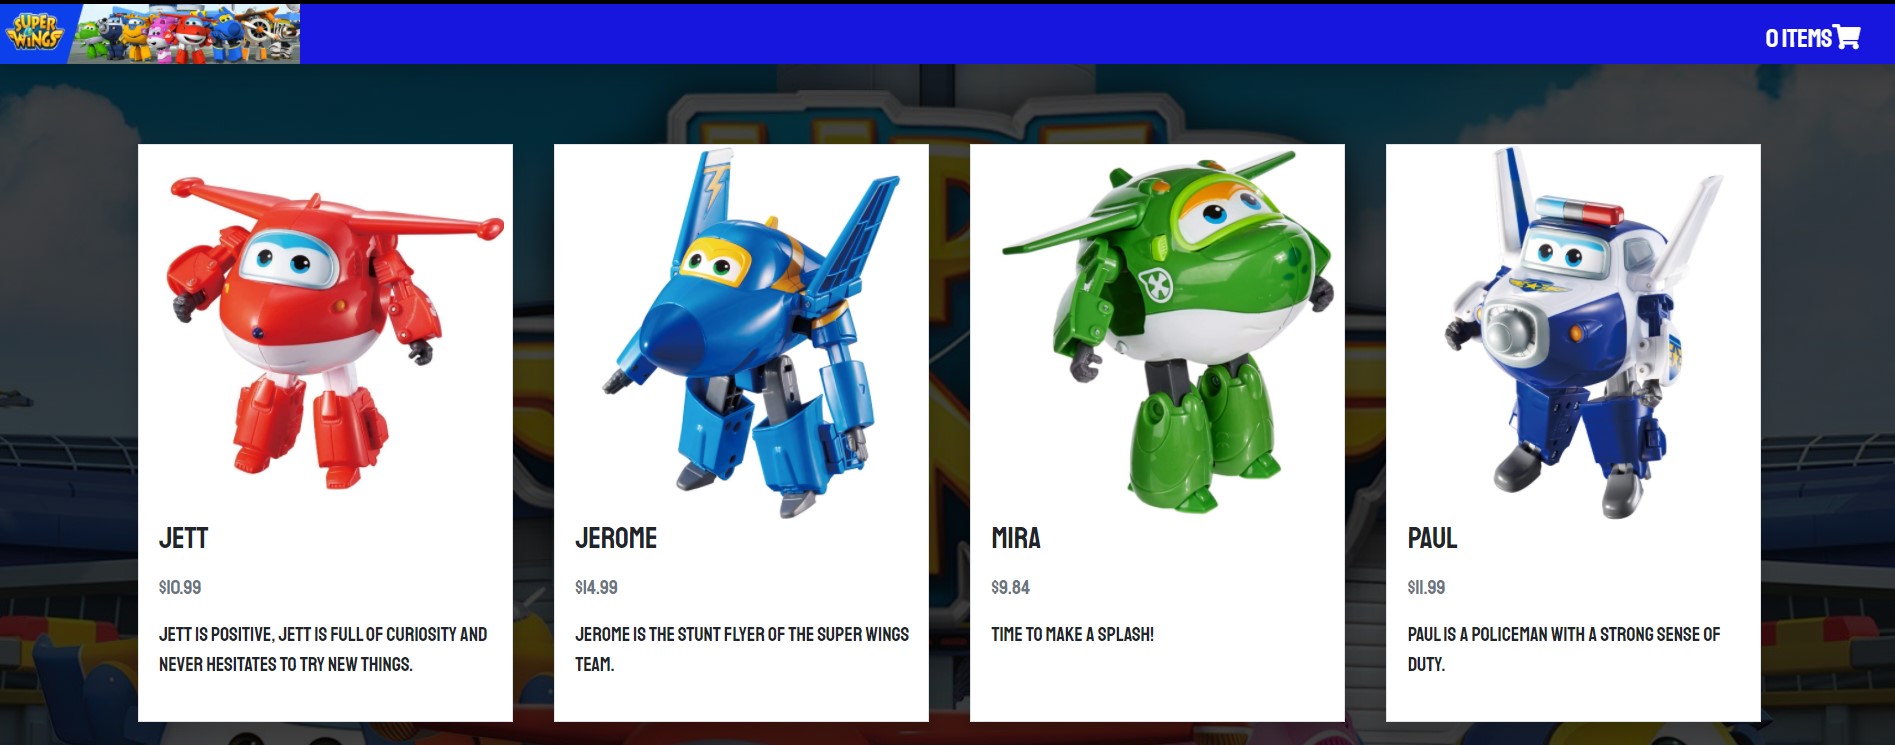 SUPER
WINGS
0 ITEMS
JETT
$10.99
JETT IS POSITIVE, JETT IS FULL OF CURIOSITY AND
NEVER HESITATES TO TRY NEW THINGS.
JEROME
$14.99
JEROME IS THE STUNT FLYER OF THE SUPER WINGS
TEAM.
MIRA
$9.84
TIME TO MAKE A SPLASH!
PAUL
$11.99
PAUL IS A POLICEMAN WITH A STRONG SENSE OF
DUTY.